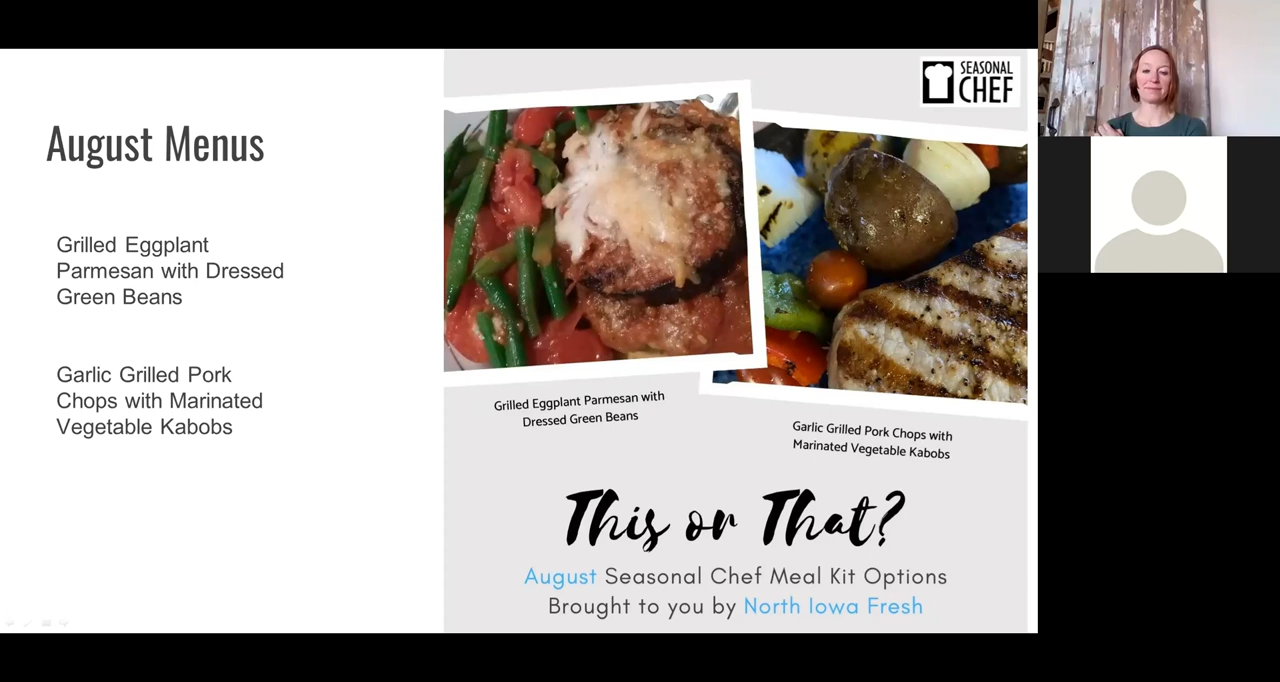 August Menus
Grilled Eggplant
Parmesan with Dressed
Green Beans
Garlic Grilled Pork
Chops with Marinated
Vegetable Kabobs
SEASONAL
CHEF
Grilled Eggplant Parmesan with
Dressed Green Beans
Garlic Grilled Pork Chops with
Marinated Vegetable Kabobs
This or That?
August Seasonal Chef Meal Kit Options
Brought to you by North Iowa Fresh